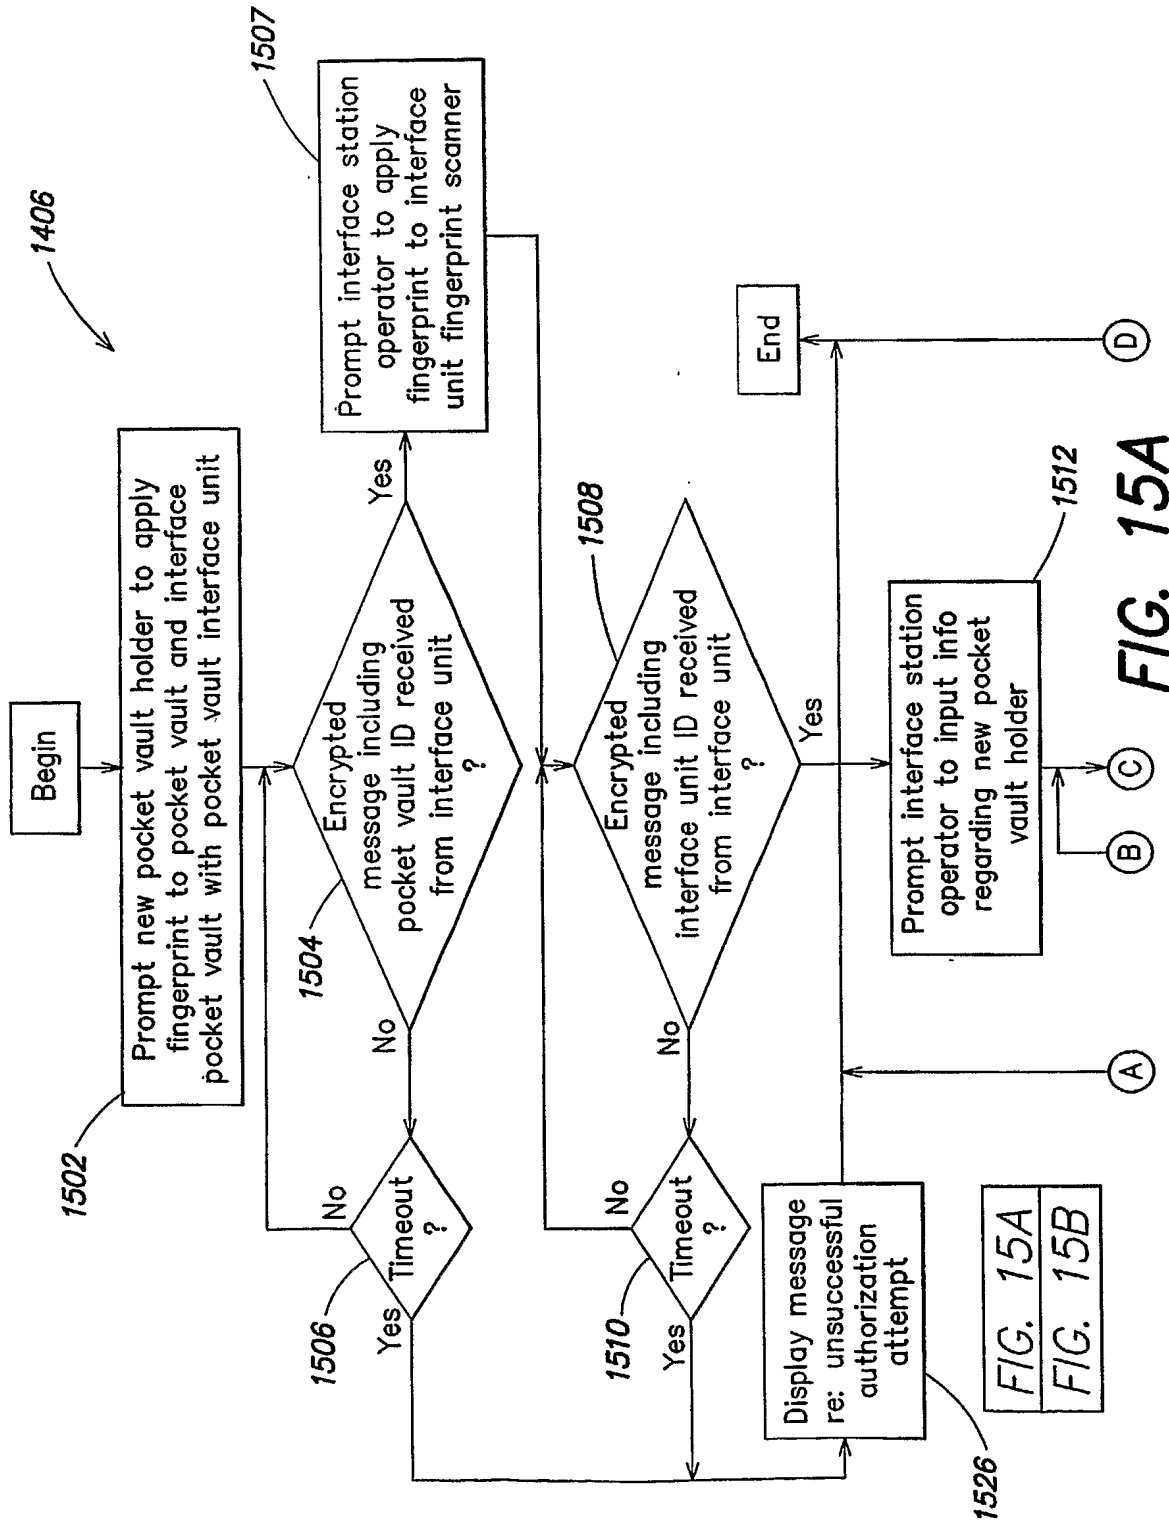 1406
Begin
1502
Prompt new pocket vault holder to apply
fingerprint to pocket vault and interface
pocket vault with pocket vault interface unit
1504
Encrypted
message including
pocket vault ID received
from interface unit
?
Yes
No
1507
Prompt interface station
operator to apply
fingerprint to interface
unit fingerprint scanner
1506
Timeout
?
No
Yes
1508
Encrypted
message including
interface unit ID received
from interface unit
?
No
Yes
1510
Timeout
?
No
Yes
1526
Display message
re: unsuccessful
authorization
attempt
End
1512
Prompt interface station
operator to input info
regarding new pocket
vault holder
A
B
C
D
FIG. 15A
FIG. 15B
FIG. 15A